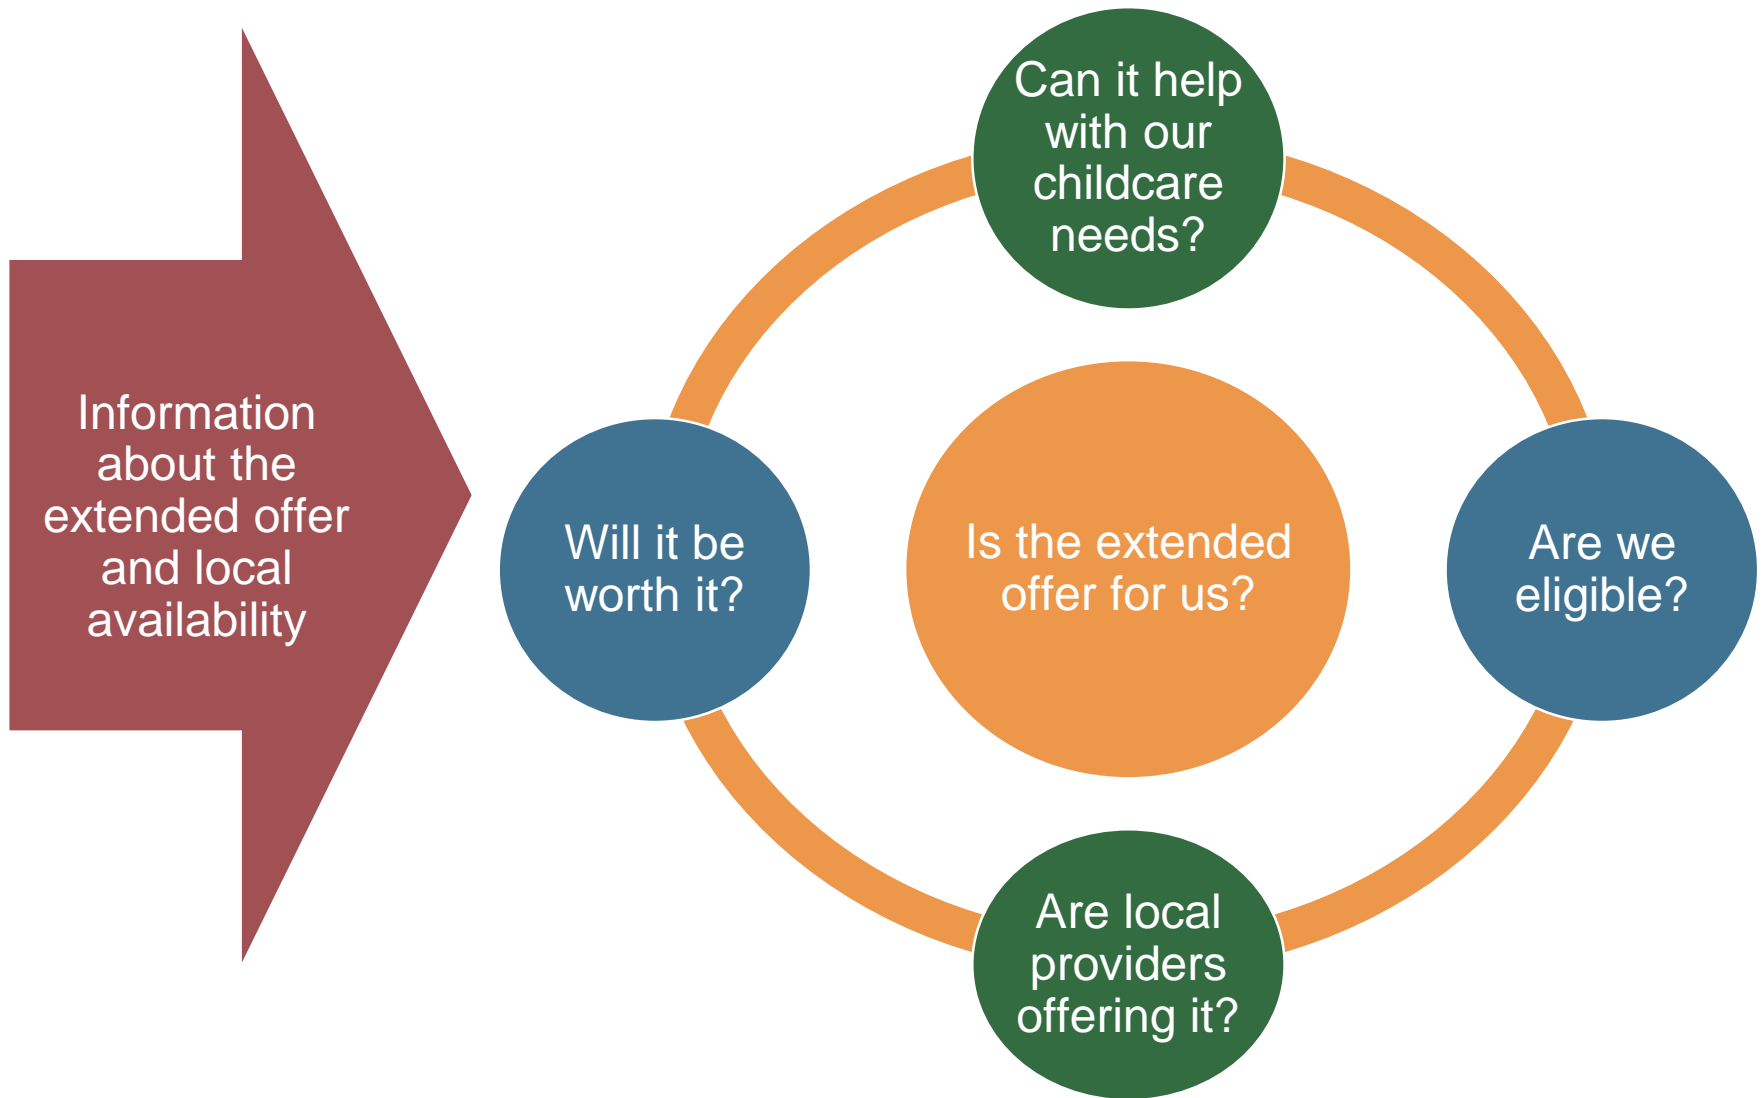 Information
about the
extended offer
and local
availability
Can it help
with our
childcare
needs?
Will it be
worth it?
Is the extended
offer for us?
Are we
eligible?
Are local
providers
offering it?